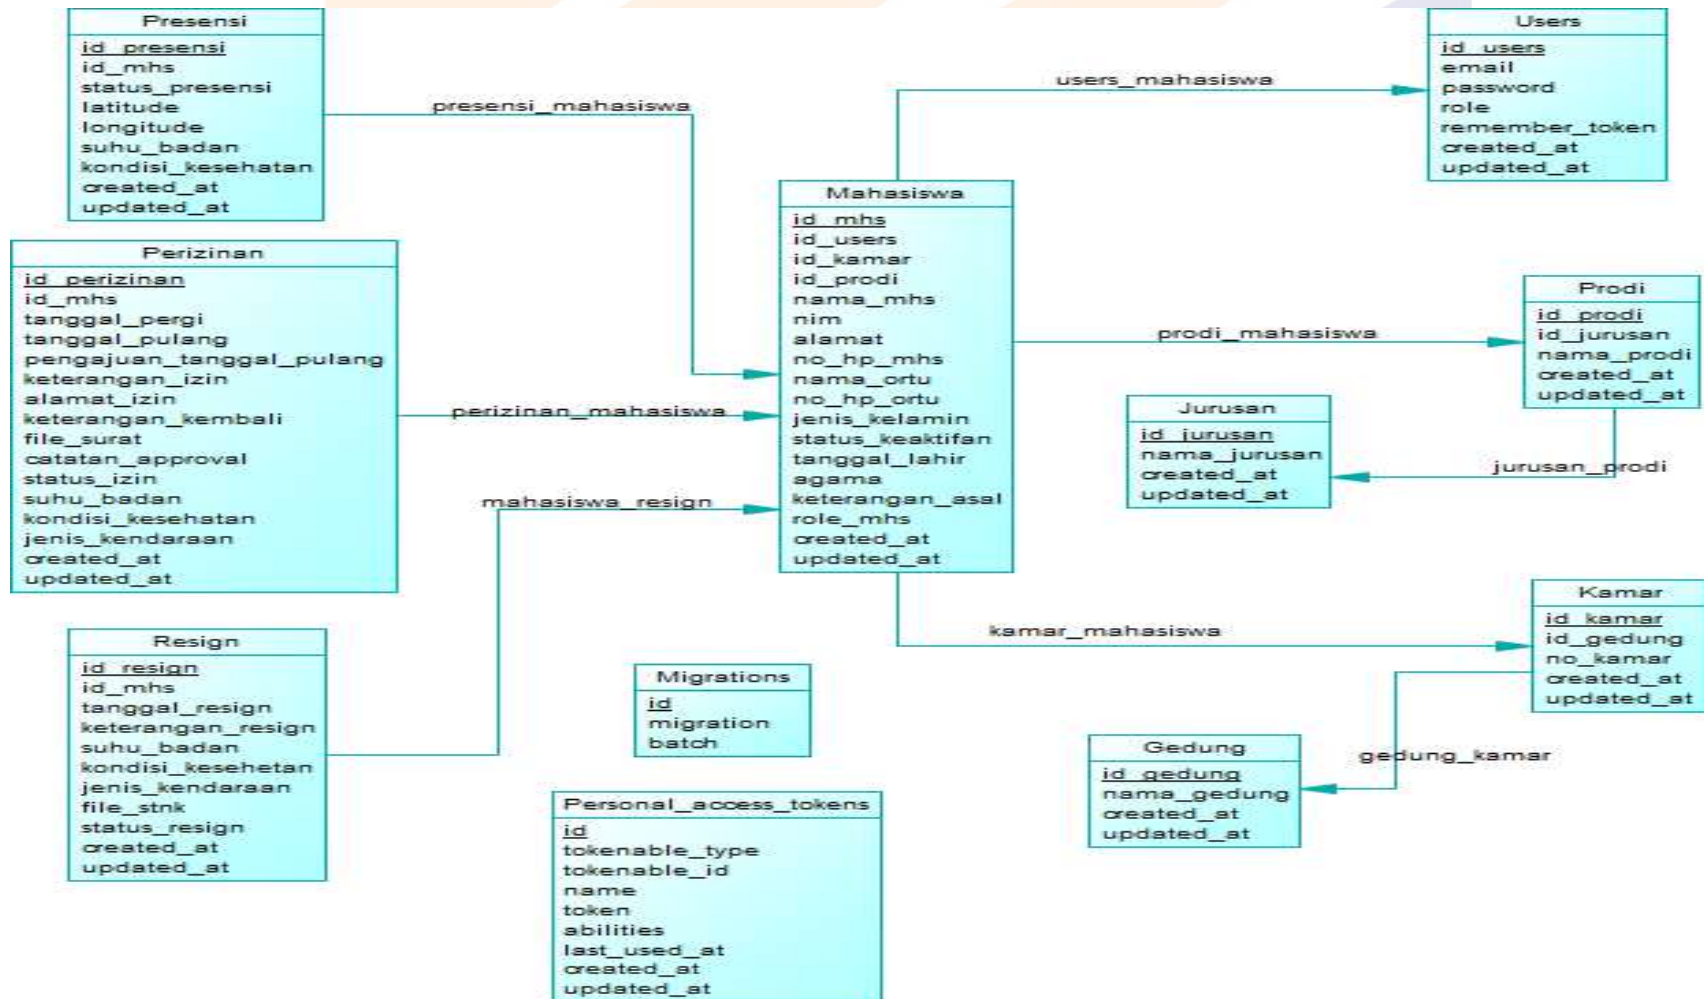 Presensi
id_presensi
id_mhs
status_presensi
latitude
longitude
suhu_badan
kondisi_kesehatan
created_at
updated_at
presensi_mahasiswa
users_mahasiswa
Users
id_users
email
password
role
remember_token
created_at
updated_at
Perizinan
id_perizinan
id_mhs
tanggal_pergi
tanggal_pulang
pengajuan_tanggal_pulang
keterangan_izin
alamat_izin
keterangan_kembali
file_surat
catatan_approval
status_izin
suhu_badan
kondisi_kesehatan
jenis_kendaraan
created_at
updated_at
perizinan_mahasiswa
Mahasiswa
id_mhs
id_users
id_kamar
id_prodi
nama_mhs
nim
alamat
no_hp_mhs
nama_ortu
no_hp_ortu
jenis_kelamin
status_keaktifan
tanggal_lahir
agama
keterangan_asal
role_mhs
created_at
updated_at
prodi_mahasiswa
Prodi
id_prodi
id_jurusan
nama_prodi
created_at
updated_at
Jurusan
id_jurusan
nama_jurusan
created_at
updated_at
jurusan_prodi
mahasiswa_resign
Resign
id_resign
id_mhs
tanggal_resign
keterangan_resign
suhu_badan
kondisi_kesehetan
jenis_kendaraan
file_stnk
status_resign
created_at
updated_at
Migrations
id
migration
batch
kamar_mahasiswa
Kamar
id_kamar
id_gedung
no_kamar
created_at
updated_at
Gedung
id_gedung
nama_gedung
created_at
updated_at
gedung_kamar
Personal_access_tokens
id
tokenable_type
tokenable_id
name
token
abilities
last_used_at
created_at
updated_at